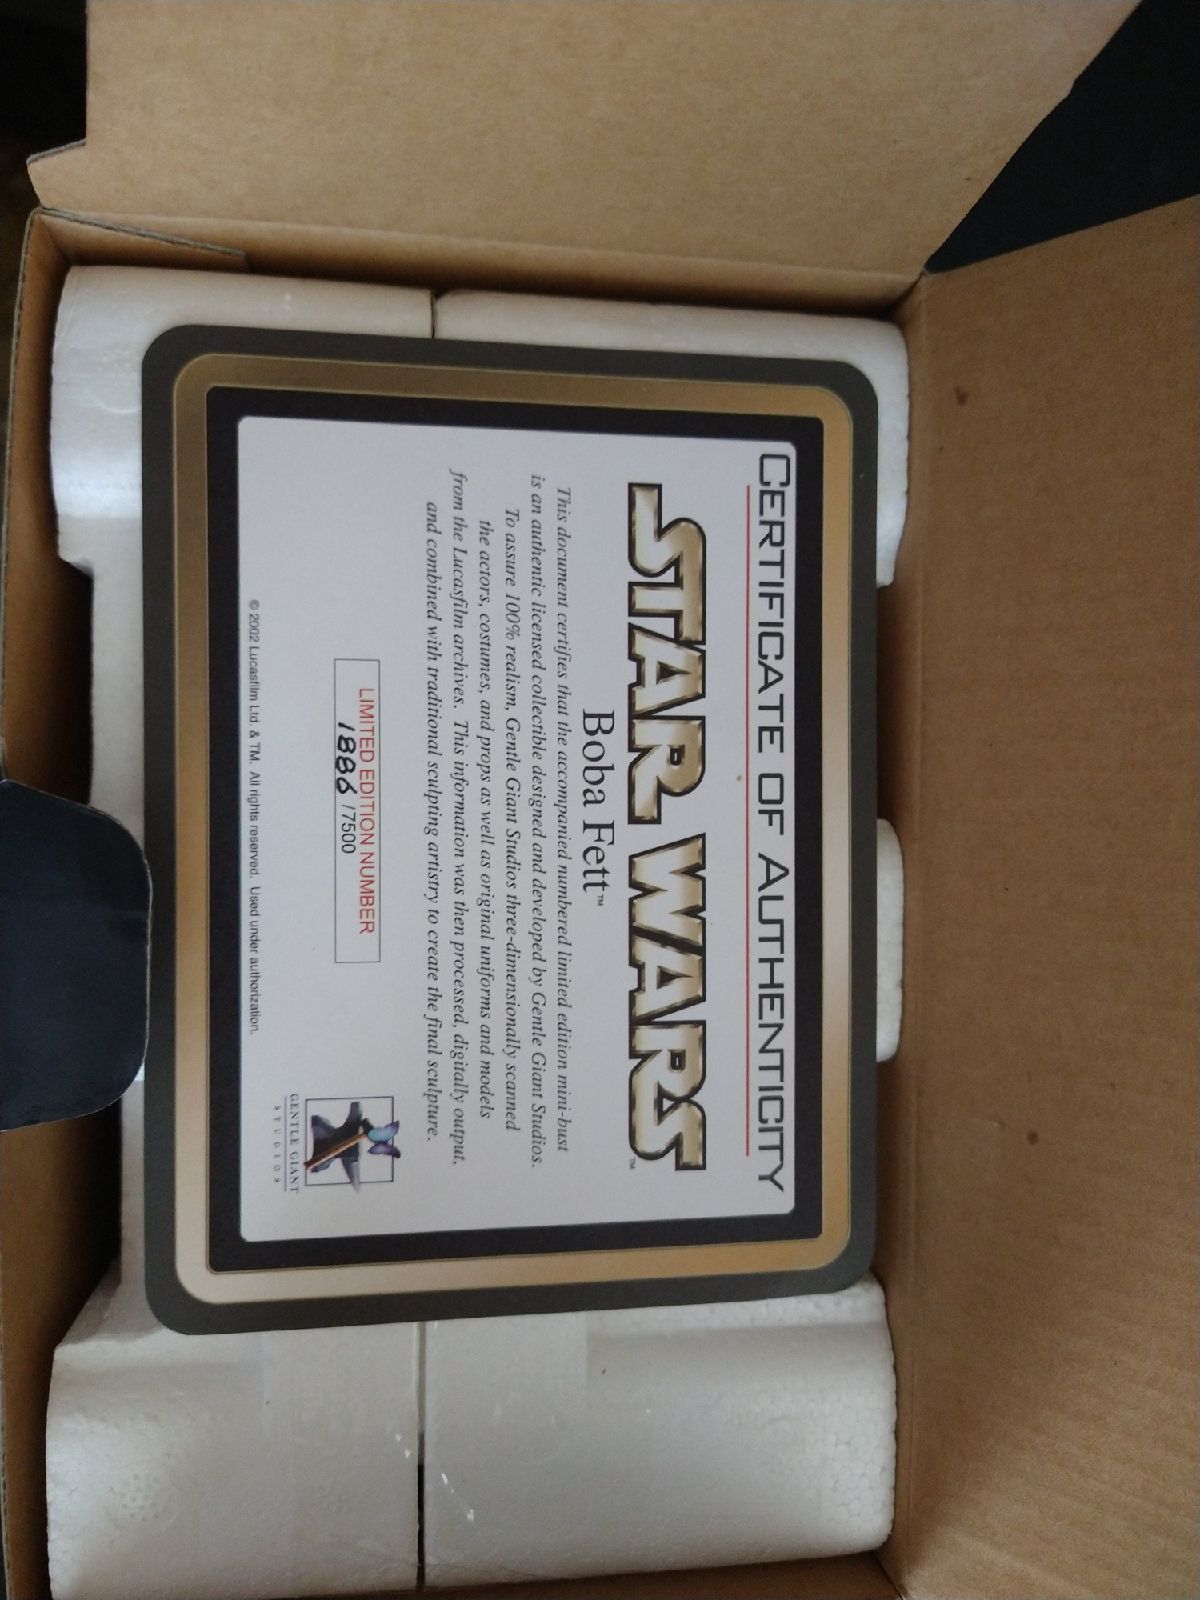 CERTIFICATE OF AUTHENTICITY
STAR WARS™
Boba Fett™
This document certifies that the accompanied numbered limited edition mini-bust
is an authentic licensed collectible designed and developed by Gentle Giant Studios.
To assure 100% realism, Gentle Giant Studios three-dimensionally scanned
the actors, costumes, and props as well as original uniforms and models
from the Lucasfilm archives. This information was then processed, digitally output,
and combined with traditional sculpting artistry to create the final sculpture.
LIMITED EDITION NUMBER
1886 /7500
GENTLE GIANT
STUDIOS
© 2002 Lucasfilm Ltd. & TM. All rights reserved. Used under authorization.